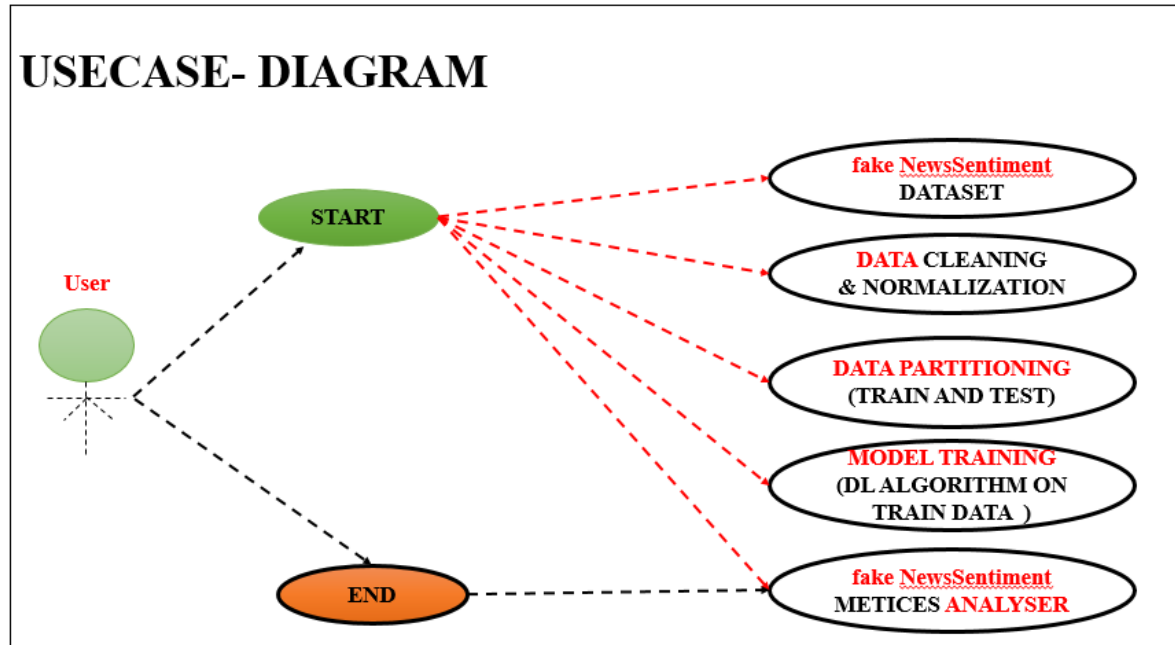 USECASE- DIAGRAM
User
START
END
fake NewsSentiment
DATASET
DATA CLEANING
& NORMALIZATION
DATA PARTITIONING
(TRAIN AND TEST)
MODEL TRAINING
(DL ALGORITHM ON
TRAIN DATA )
fake NewsSentiment
METICES ANALYSER